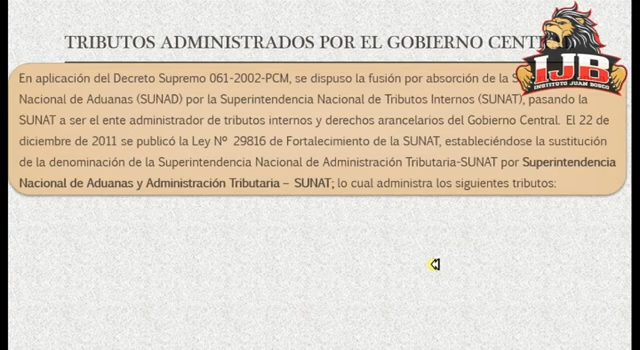 TRIBUTOS ADMINISTRADOS POR EL GOBIERNO CENT
En aplicación del Decreto Supremo 061-2002-PCM, se dispuso la fusión por absorción de la
Nacional de Aduanas (SUNAD) por la Superintendencia Nacional de Tributos Internos (SUNAT), pasando la
SUNAT a ser el ente administrador de tributos internos y derechos arancelarios del Gobierno Central. El 22 de
diciembre de 2011 se publicó la Ley Nº 29816 de Fortalecimiento de la SUNAT, estableciéndose la sustitución
de la denominación de la Superintendencia Nacional de Administración Tributaria-SUNAT por Superintendencia
Nacional de Aduanas y Administración Tributaria – SUNAT; lo cual administra los siguientes tributos:
IJB
INSTITUTO JUAN BOSCO